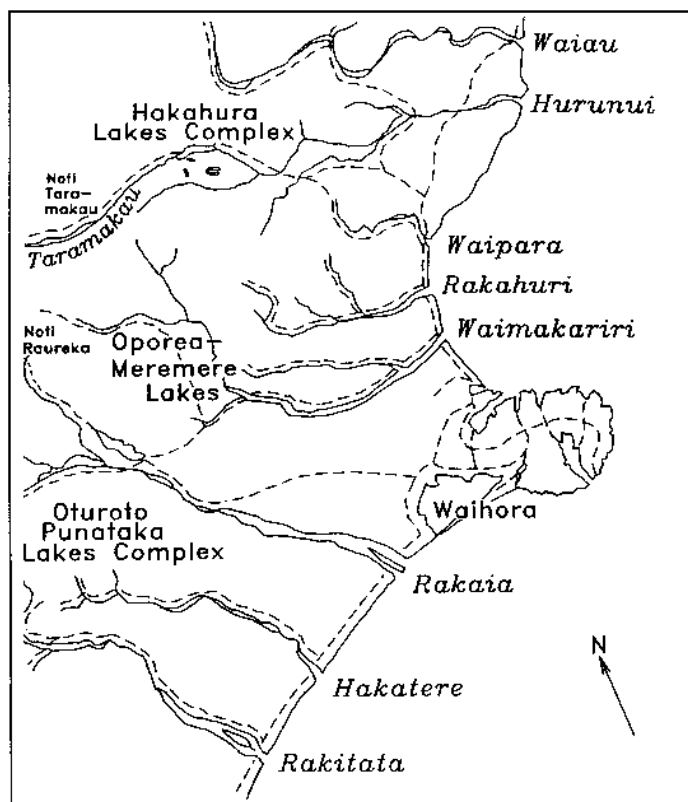 Waiau
Hakahura
Lakes Complex
Hurunui
Noti
Tara—
makau
Taramakau
Waipara
Rakahuri
Noti
Raureka
Oporea—
Meremere
Lakes
Waimakariri
Waihora
Oturoto
Punataka
Lakes Complex
Rakaia
N
Hakatere
Rakitata